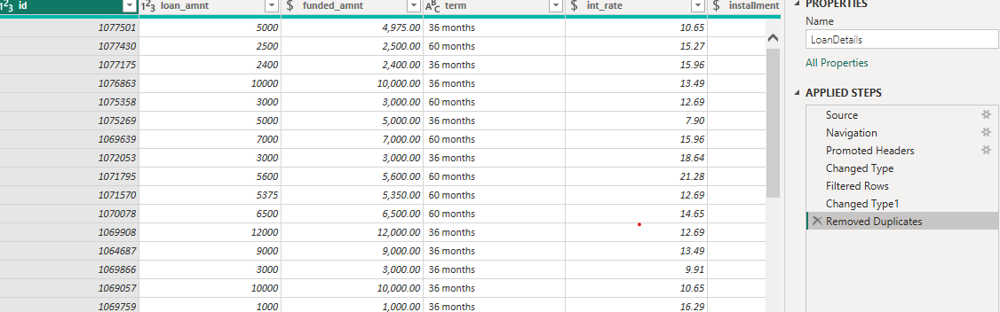 1²3 id 1²3 loan_amnt $ funded_amnt ABC term $ int_rate $ installment
1077501 5000 4,975.00 36 months 10.65
1077430 2500 2,500.00 60 months 15.27
1077175 2400 2,400.00 36 months 15.96
1076863 10000 10,000.00 36 months 13.49
1075358 3000 3,000.00 60 months 12.69
1075269 5000 5,000.00 36 months 7.90
1069639 7000 7,000.00 60 months 15.96
1072053 3000 3,000.00 36 months 18.64
1071795 5600 5,600.00 60 months 21.28
1071570 5375 5,350.00 60 months 12.69
1070078 6500 6,500.00 60 months 14.65
1069908 12000 12,000.00 36 months 12.69
1064687 9000 9,000.00 36 months 13.49
1069866 3000 3,000.00 36 months 9.91
1069057 10000 10,000.00 36 months 10.65
1069759 1000 1,000.00 36 months 16.29
PROPERTIES
Name
LoanDetails
All Properties
APPLIED STEPS
Source
Navigation
Promoted Headers
Changed Type
Filtered Rows
Changed Type1
Removed Duplicates